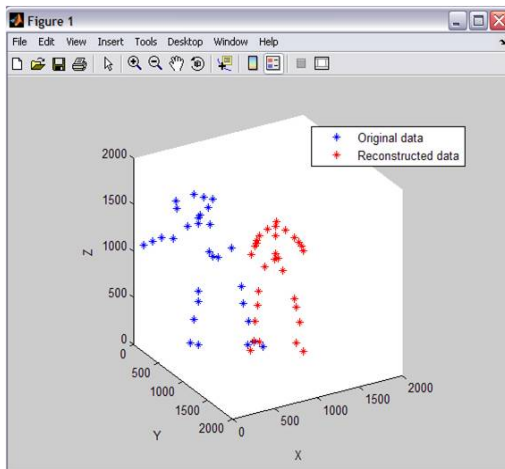 Figure 1
File Edit View Insert Tools Desktop Window Help
Original data
Reconstructed data
2000
1500
1000
500
0
Z
0
500
1000
1500
2000
Y
0
500
1000
1500
2000
X